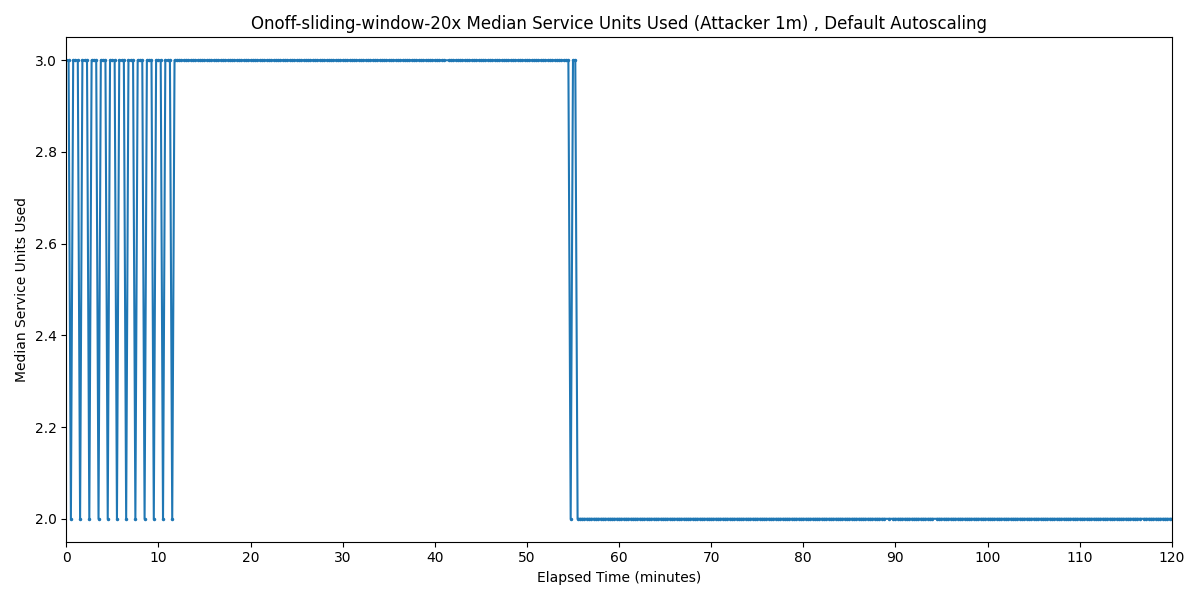 Onoff-sliding-window-20x Median Service Units Used (Attacker 1m) , Default Autoscaling
Median Service Units Used
3.0
2.8
2.6
2.4
2.2
2.0
0 10 20 30 40 50 60 70 80 90 100 110 120
Elapsed Time (minutes)